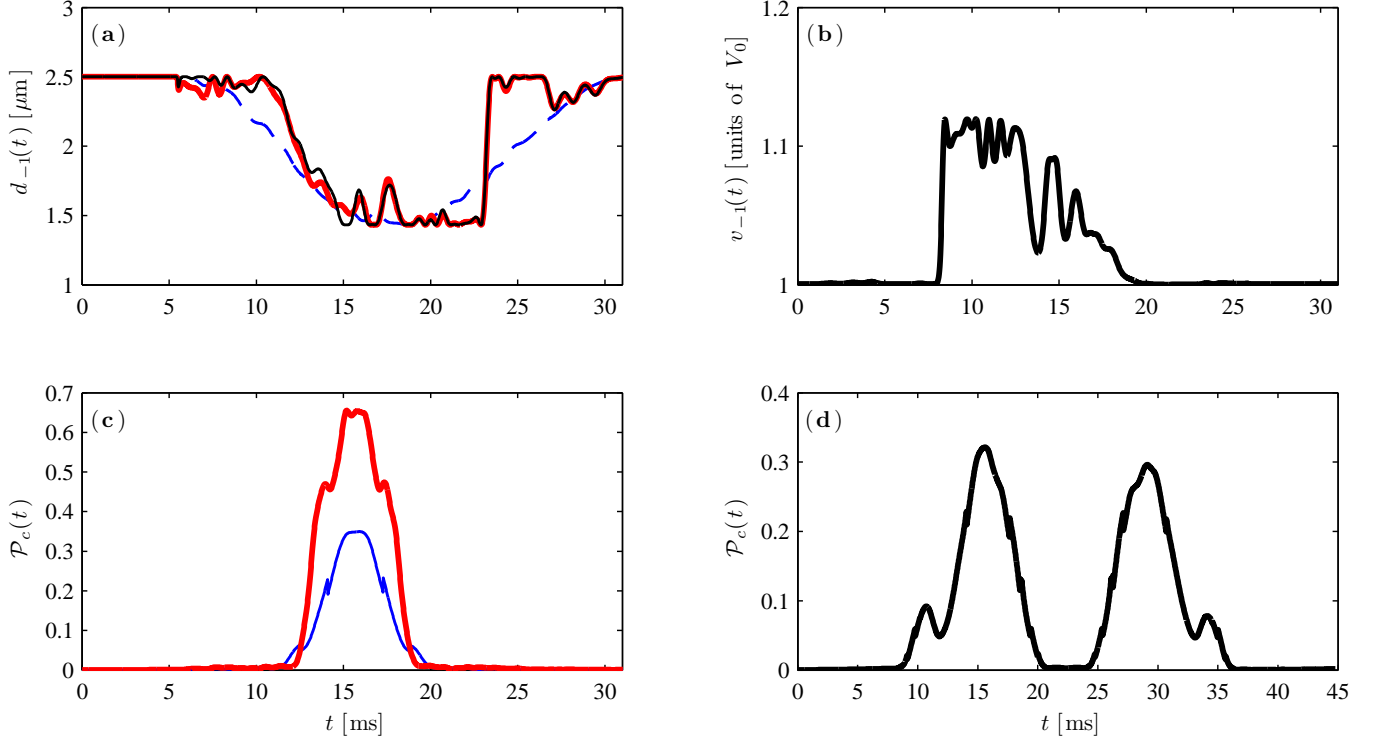 (a)
d−1(t) [μm]
3
2.5
2
1.5
1
0 5 10 15 20 25 30
(b)
v−1(t) [units of V0]
1.2
1.1
1
0 5 10 15 20 25 30
(c)
Pc(t)
0.7
0.6
0.5
0.4
0.3
0.2
0.1
0
0 5 10 15 20 25 30
t [ms]
(d)
Pc(t)
0.4
0.3
0.2
0.1
0
0 5 10 15 20 25 30 35 40 45
t [ms]